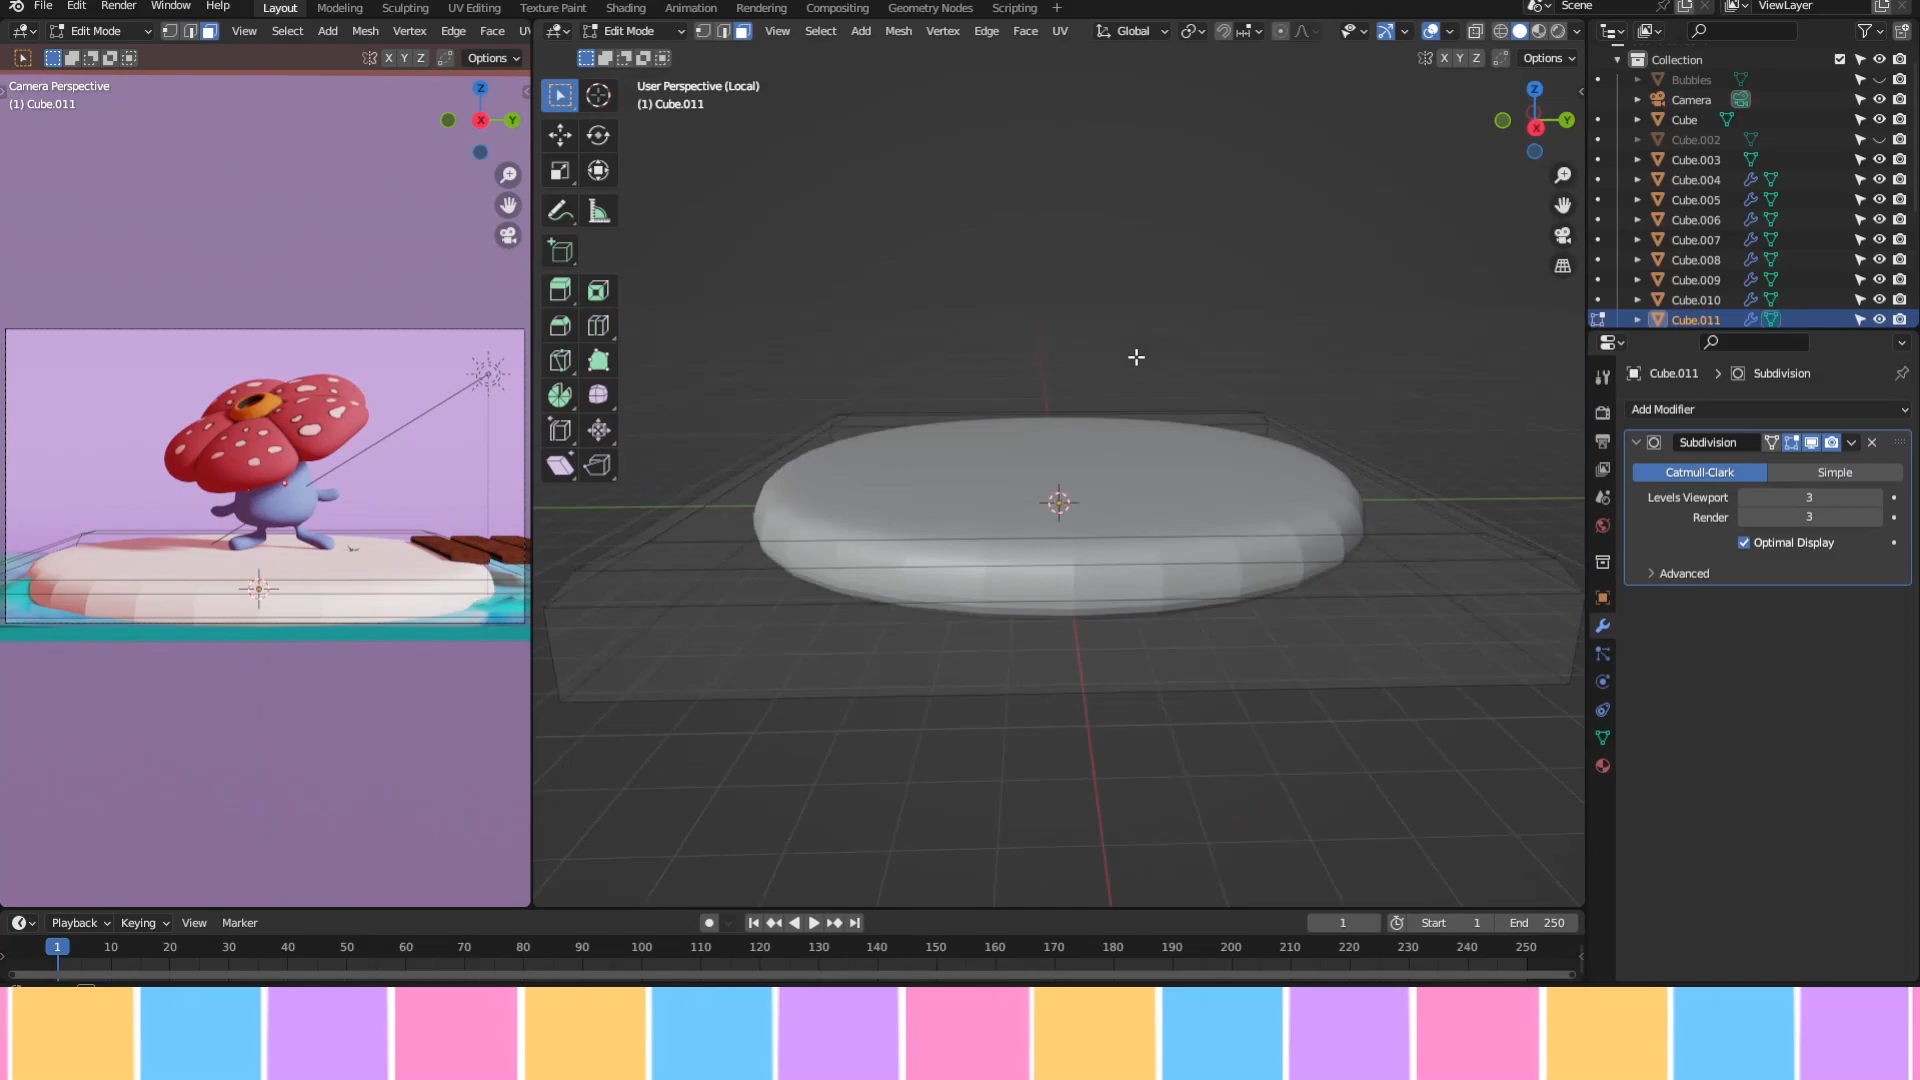 File Edit Render Window Help Layout Modeling Sculpting UV Editing Texture Paint Shading Animation Rendering Compositing Geometry Nodes Scripting + Scene ViewLayer
Edit Mode View Select Add Mesh Vertex Edge Face UV
Edit Mode View Select Add Mesh Vertex Edge Face UV Global
X Y Z Options
X Y Z Options
Camera Perspective
(1) Cube.011
User Perspective (Local)
(1) Cube.011
Z
X
Y
Z
X
Y
Collection
Bubbles
Camera
Cube
Cube.002
Cube.003
Cube.004
Cube.005
Cube.006
Cube.007
Cube.008
Cube.009
Cube.010
Cube.011
Cube.011 > Subdivision
Add Modifier
Subdivision
Catmull-Clark Simple
Levels Viewport 3
Render 3
Optimal Display
Advanced
Playback Keying View Marker 1 Start 1 End 250
1 10 20 30 40 50 60 70 80 90 100 110 120 130 140 150 160 170 180 190 200 210 220 230 240 250